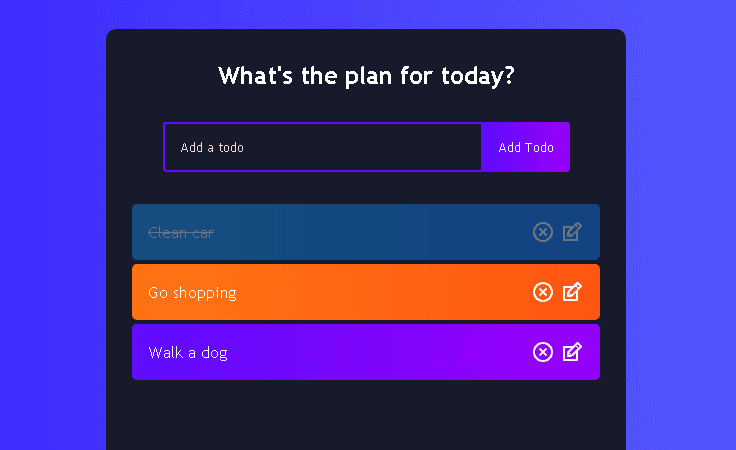 What's the plan for today?
Add a todo
Add Todo
Clean car
Go shopping
Walk a dog